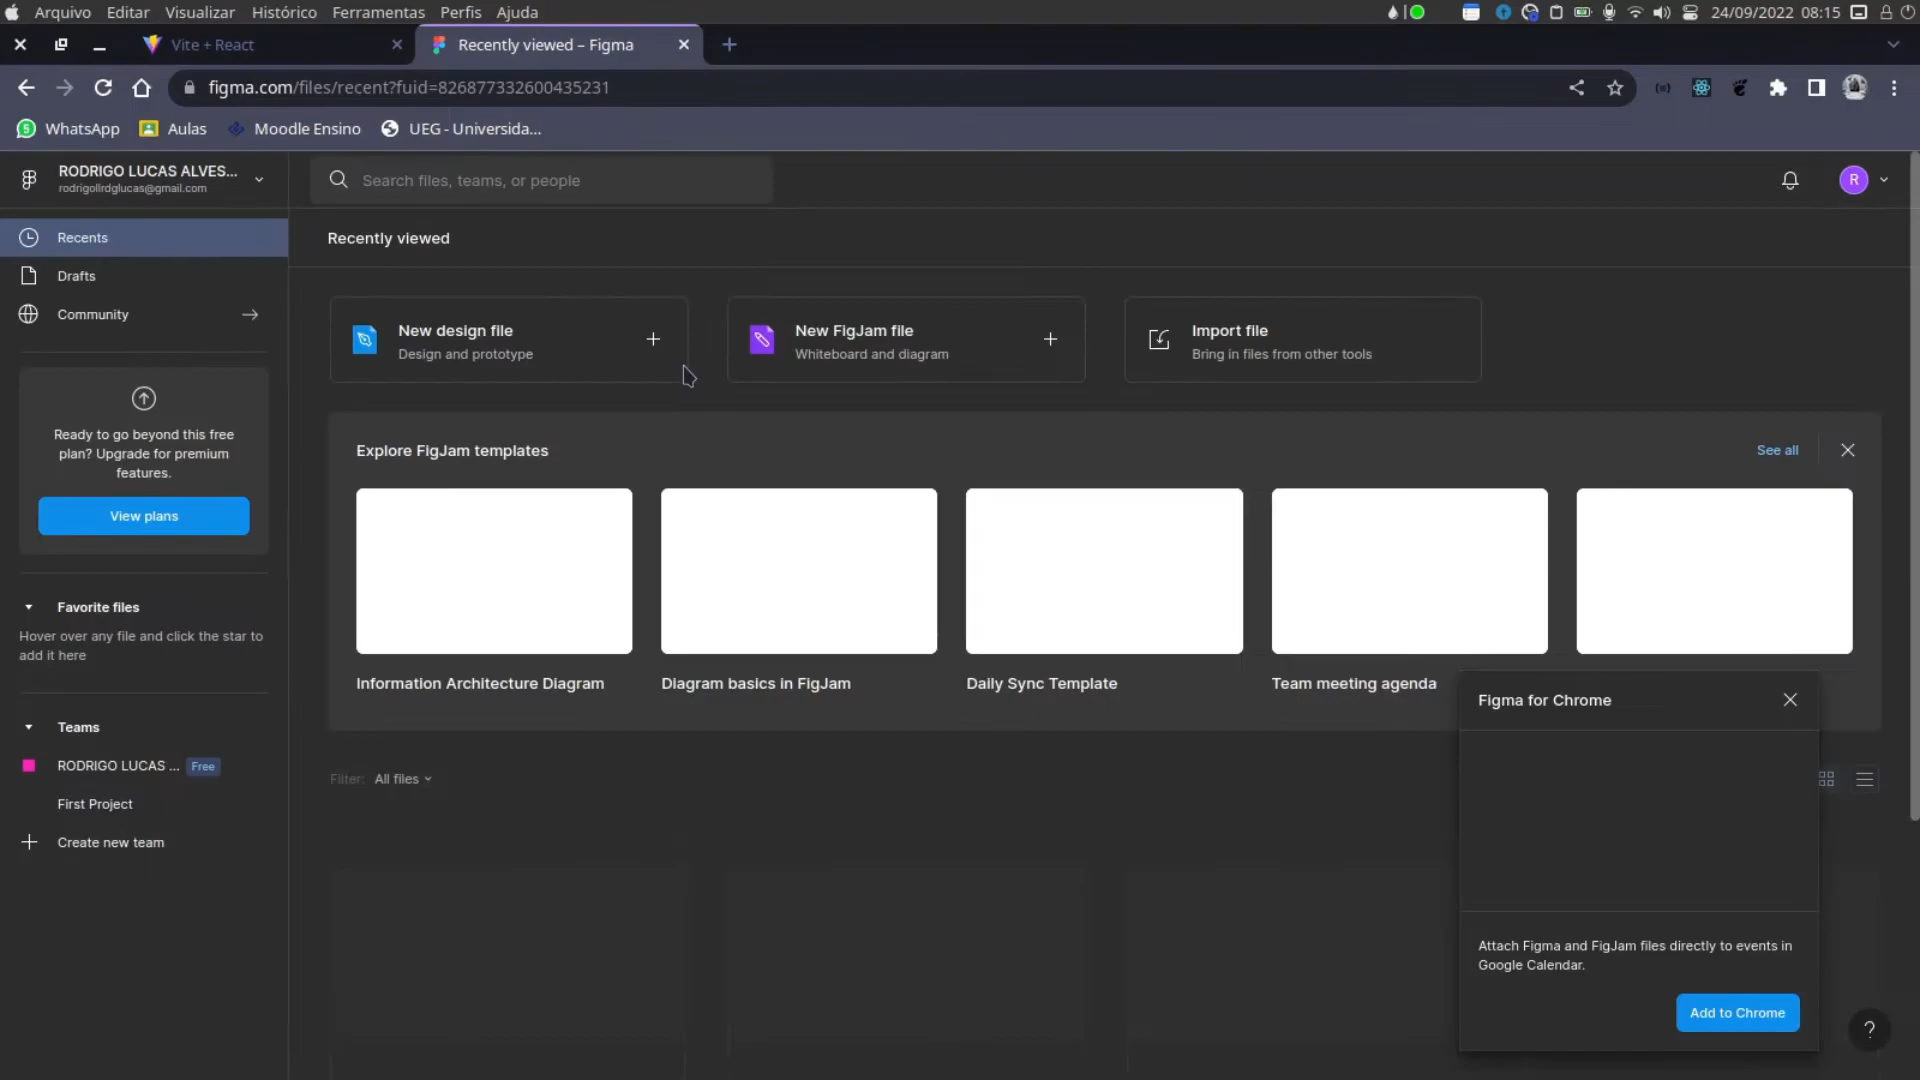 Arquivo Editar Visualizar Histórico Ferramentas Perfis Ajuda
24/09/2022 08:15
Vite + React
Recently viewed – Figma
figma.com/files/recent?fuid=826877332600435231
WhatsApp
Aulas
Moodle Ensino
UEG - Universida...
RODRIGO LUCAS ALVES...
rodrigollrdglucas@gmail.com
Search files, teams, or people
R
Recents
Drafts
Community
Ready to go beyond this free
plan? Upgrade for premium
features.
View plans
Favorite files
Hover over any file and click the star to
add it here
Teams
RODRIGO LUCAS ... Free
First Project
Create new team
Recently viewed
New design file
Design and prototype
New FigJam file
Whiteboard and diagram
Import file
Bring in files from other tools
Explore FigJam templates
See all
Information Architecture Diagram
Diagram basics in FigJam
Daily Sync Template
Team meeting agenda
Filter: All files
Figma for Chrome
Attach Figma and FigJam files directly to events in
Google Calendar.
Add to Chrome
?